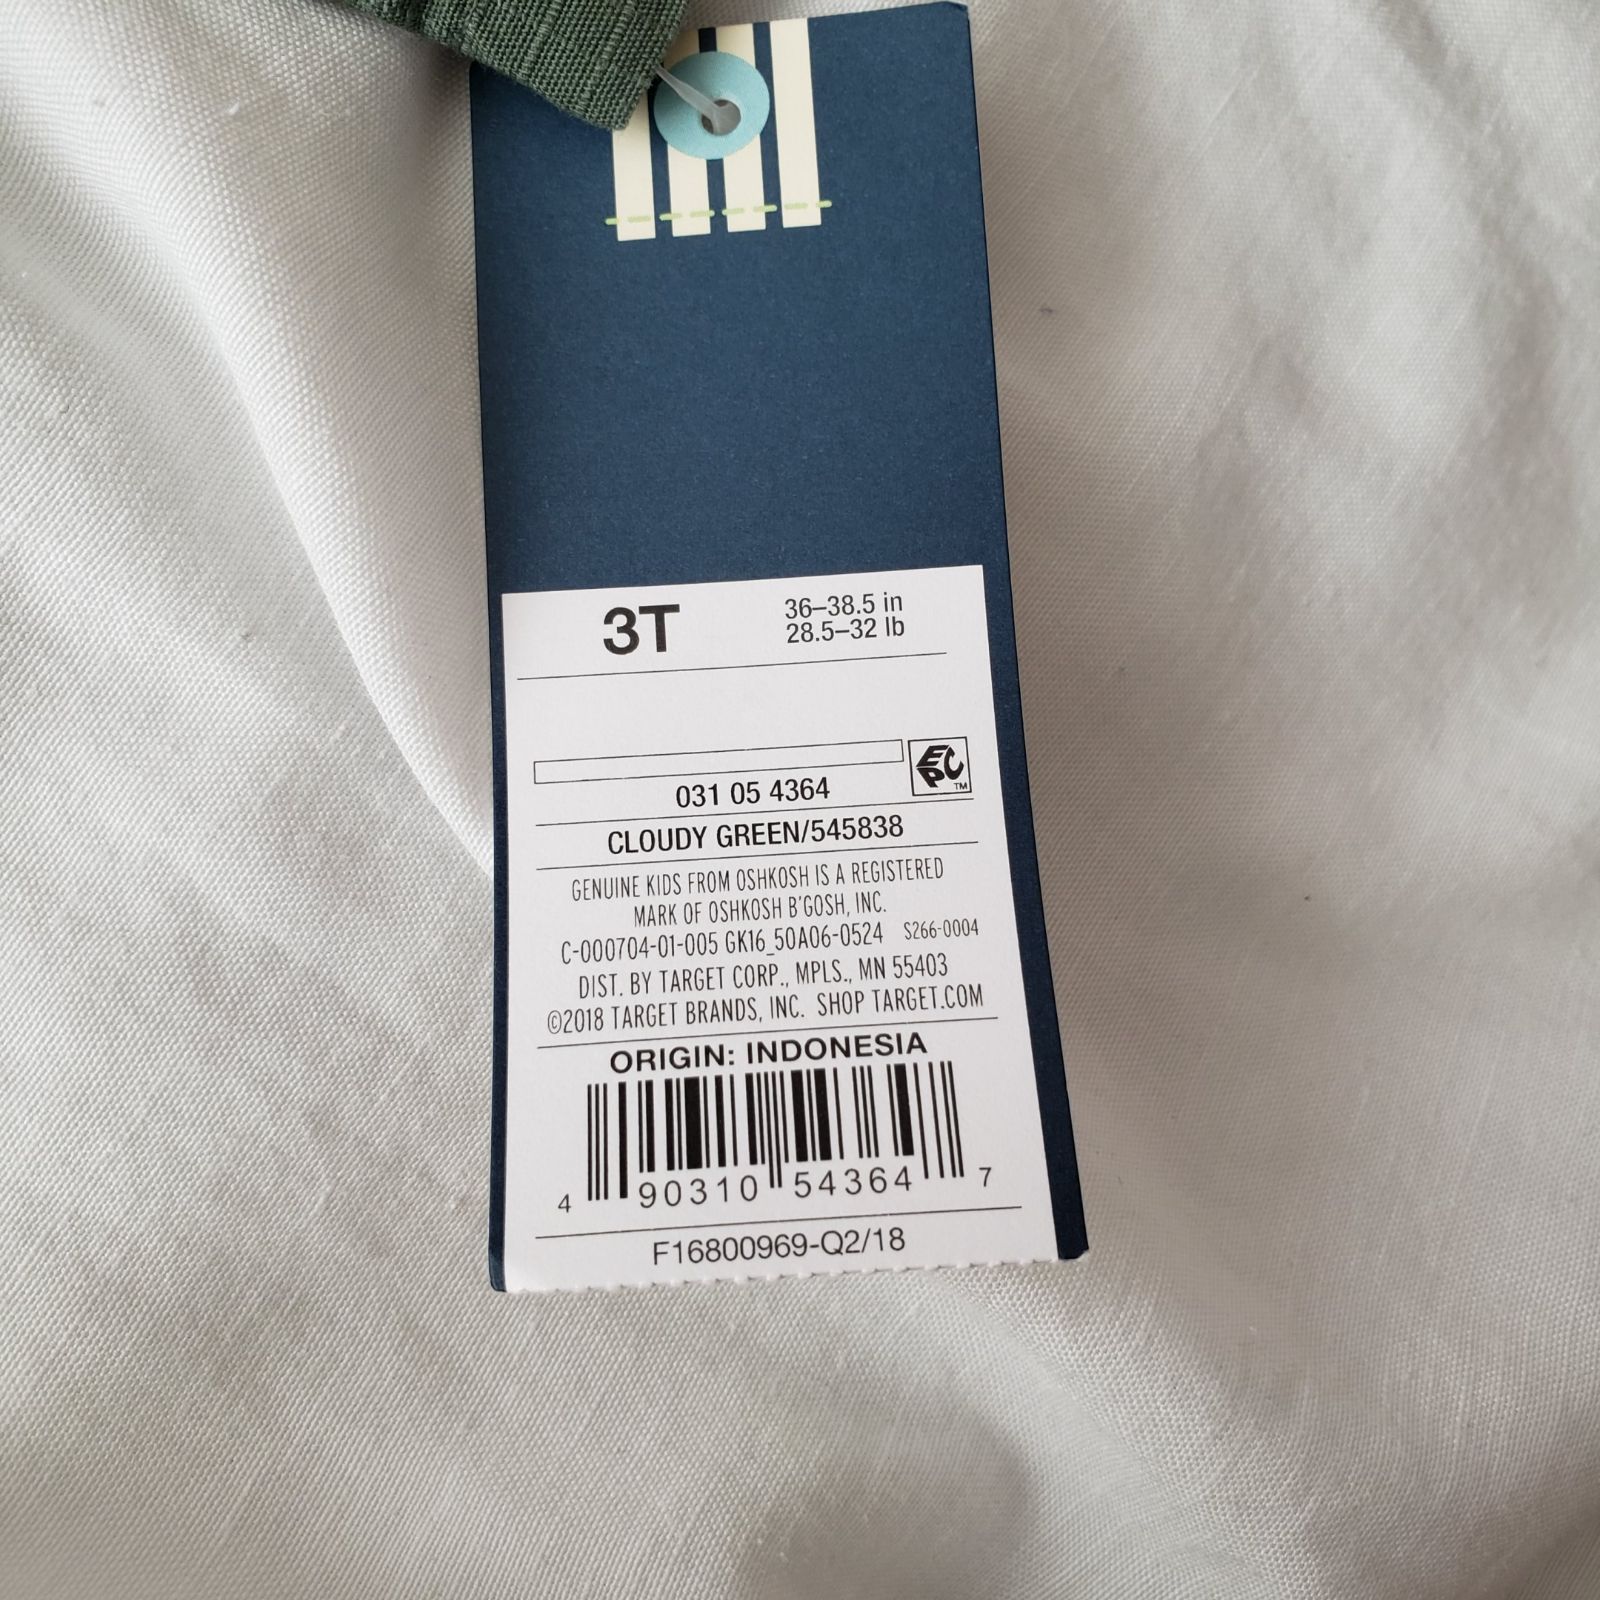 3T
36–38.5 in
28.5–32 lb
EPC
TM
031 05 4364
CLOUDY GREEN/545838
GENUINE KIDS FROM OSHKOSH IS A REGISTERED
MARK OF OSHKOSH B'GOSH, INC.
C-000704-01-005 GK16_50A06-0524 S266-0004
DIST. BY TARGET CORP., MPLS., MN 55403
©2018 TARGET BRANDS, INC. SHOP TARGET.COM
ORIGIN: INDONESIA
4 90310 54364 7
F16800969-Q2/18